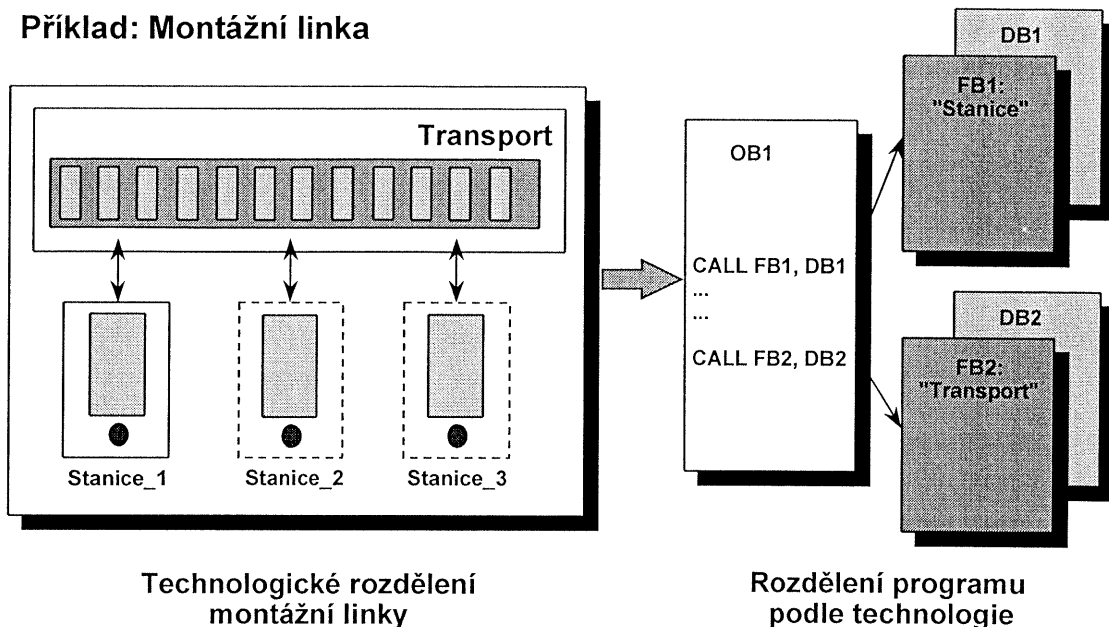 Příklad: Montážní linka
Transport
Stanice_1
Stanice_2
Stanice_3
OB1
CALL FB1, DB1
...
...
CALL FB2, DB2
DB1
FB1:
"Stanice"
DB2
FB2:
"Transport"
Technologické rozdělení
montážní linky
Rozdělení programu
podle technologie